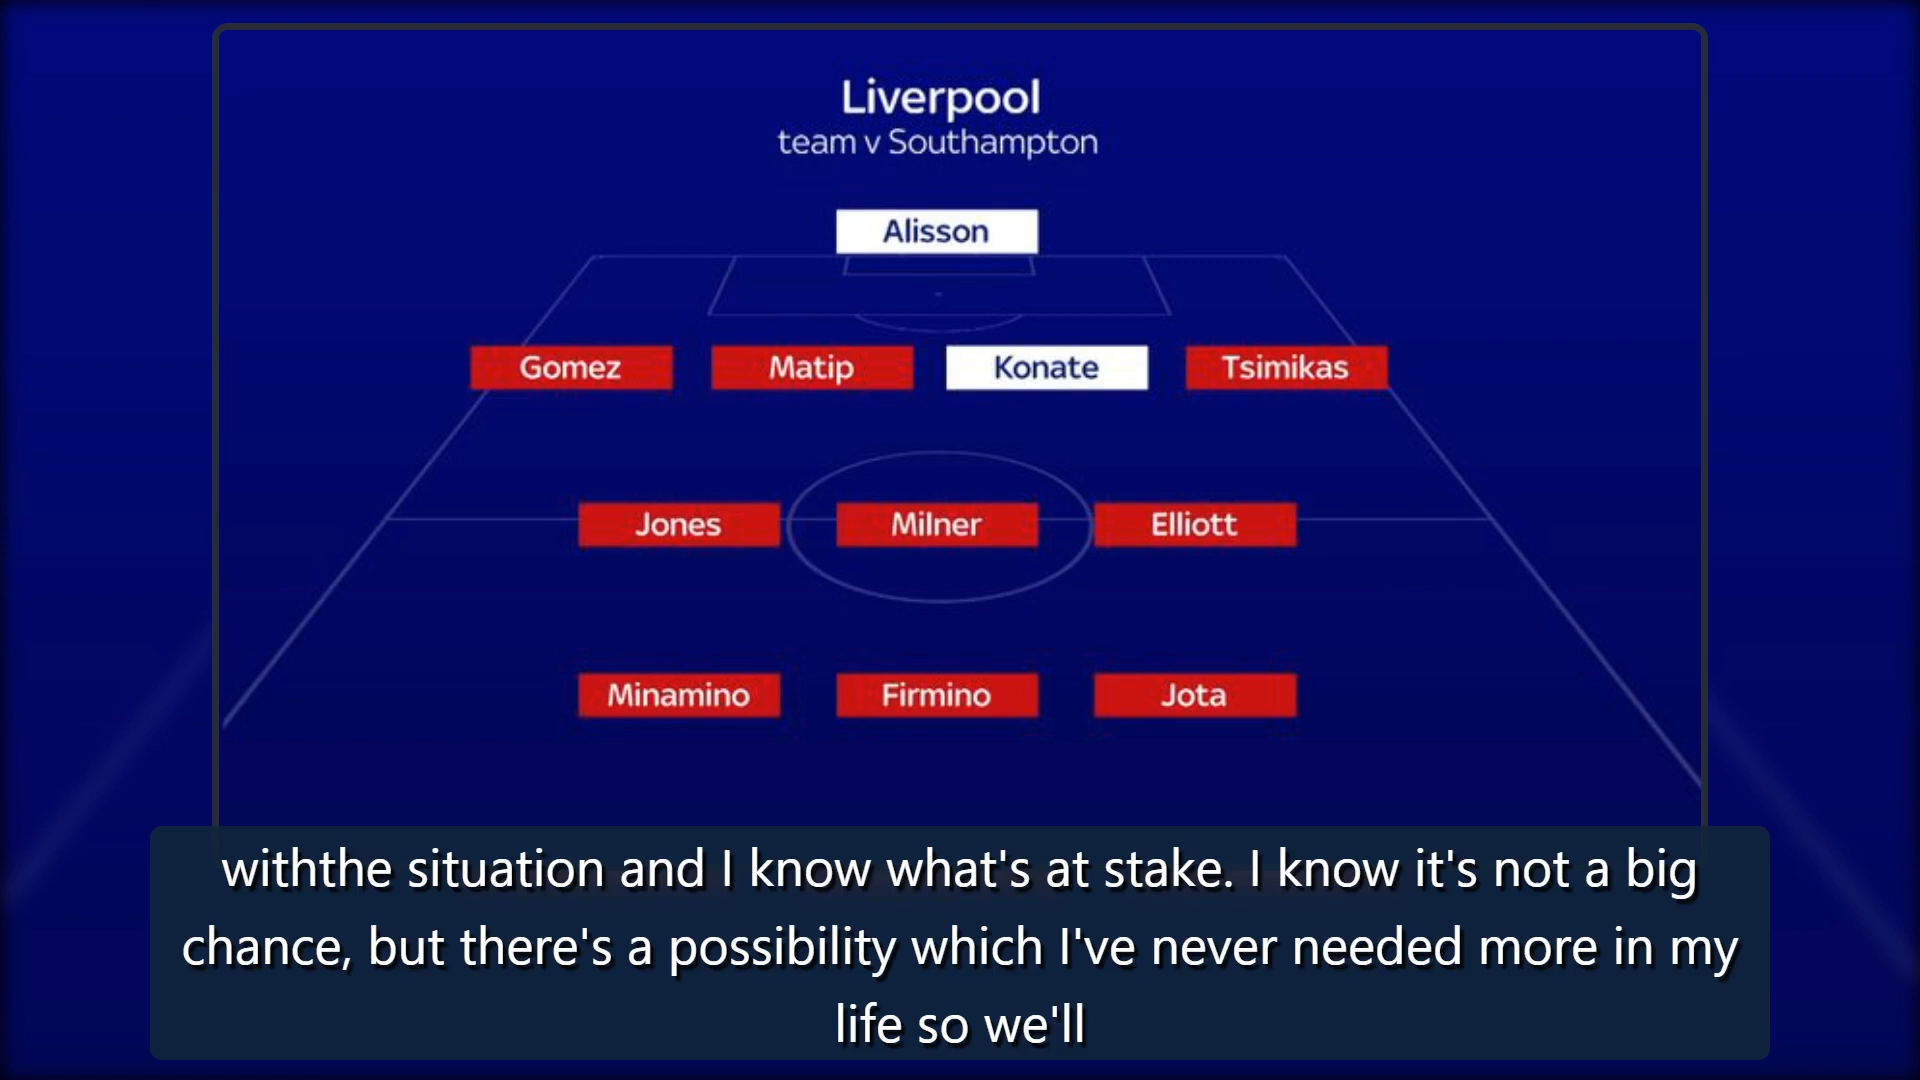 Liverpool
team v Southampton
Alisson
Gomez Matip Konate Tsimikas
Jones Milner Elliott
Minamino Firmino Jota
withthe situation and I know what's at stake. I know it's not a big
chance, but there's a possibility which I've never needed more in my
life so we'll